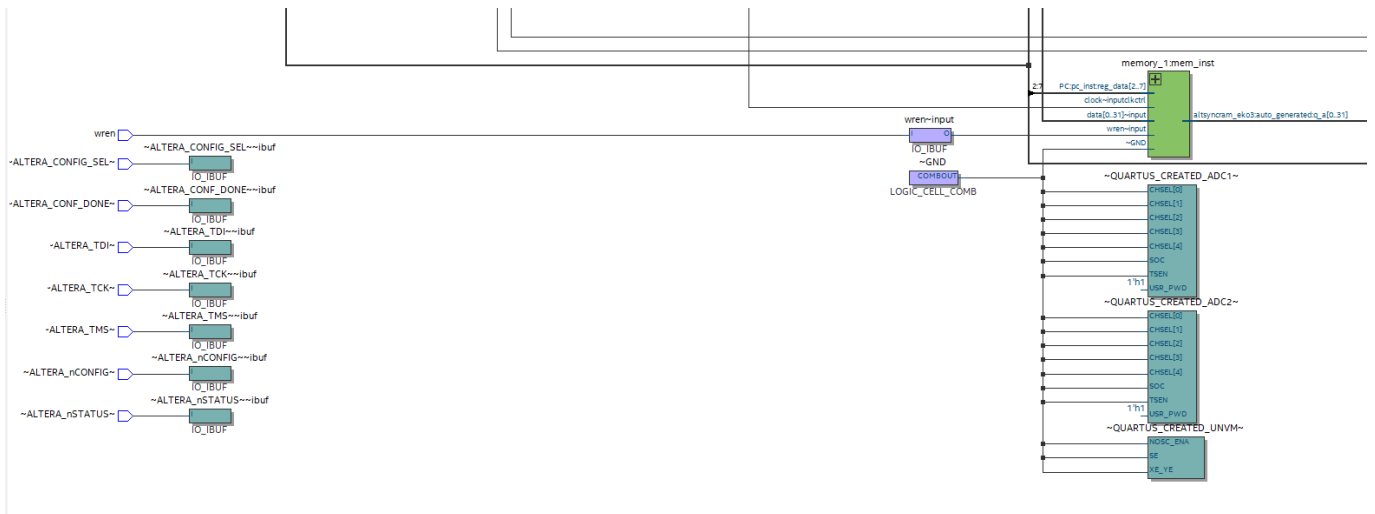 memory_1:mem_inst
2:7
PC:pc_inst:reg_data[2..7]
clock~inputclkctrl
data[0..31]~input
wren~input
~GND
altsyncram_eko3:auto_generated:q_a[0..31]
wren
wren~input
I
O
IO_IBUF
~GND
COMBOUT
LOGIC_CELL_COMB
~ALTERA_CONFIG_SEL~~ibuf
~ALTERA_CONFIG_SEL~
I
IO_IBUF
~ALTERA_CONF_DONE~~ibuf
~ALTERA_CONF_DONE~
I
IO_IBUF
~ALTERA_TDI~~ibuf
~ALTERA_TDI~
I
IO_IBUF
~ALTERA_TCK~~ibuf
~ALTERA_TCK~
I
IO_IBUF
~ALTERA_TMS~~ibuf
~ALTERA_TMS~
I
IO_IBUF
~ALTERA_nCONFIG~~ibuf
~ALTERA_nCONFIG~
I
IO_IBUF
~ALTERA_nSTATUS~~ibuf
~ALTERA_nSTATUS~
I
IO_IBUF
~QUARTUS_CREATED_ADC1~
CHSEL[0]
CHSEL[1]
CHSEL[2]
CHSEL[3]
CHSEL[4]
SOC
TSEN
1'h1
USR_PWD
~QUARTUS_CREATED_ADC2~
CHSEL[0]
CHSEL[1]
CHSEL[2]
CHSEL[3]
CHSEL[4]
SOC
TSEN
1'h1
USR_PWD
~QUARTUS_CREATED_UNVM~
NOSC_ENA
SE
XE_YE